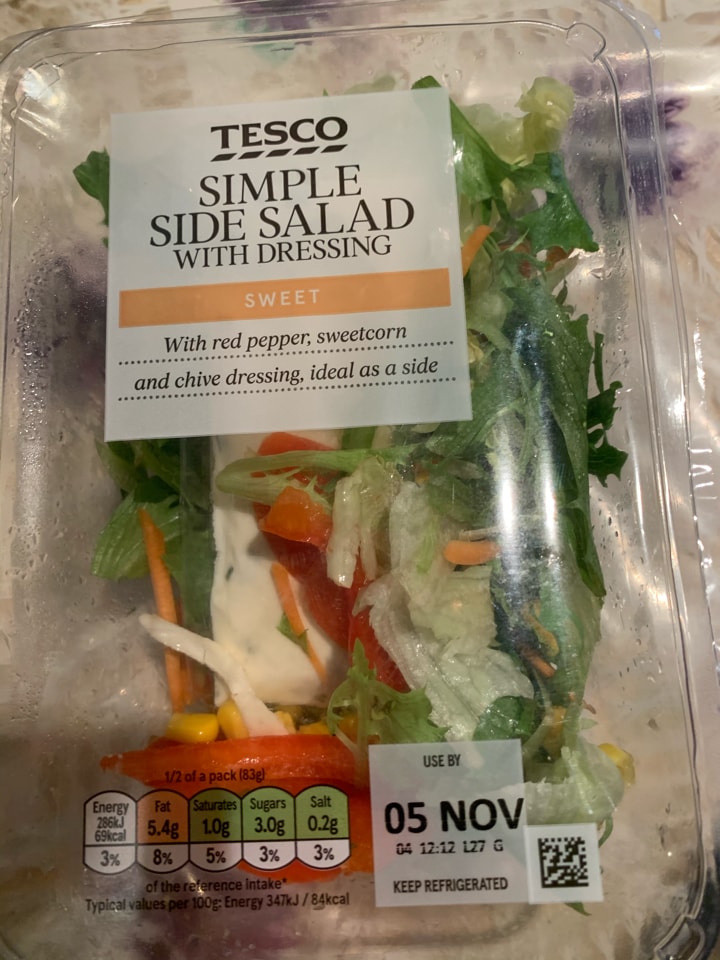 TESCO
SIMPLE
SIDE SALAD
WITH DRESSING
SWEET
With red pepper, sweetcorn
and chive dressing, ideal as a side
1/2 of a pack (83g)
Energy
286kJ
69kcal
3%
Fat
5.4g
8%
Saturates
1.0g
5%
Sugars
3.0g
3%
Salt
0.2g
3%
of the reference intake*
Typical values per 100g: Energy 347kJ / 84kcal
USE BY
05 NOV
04 12:12 L27 G
KEEP REFRIGERATED